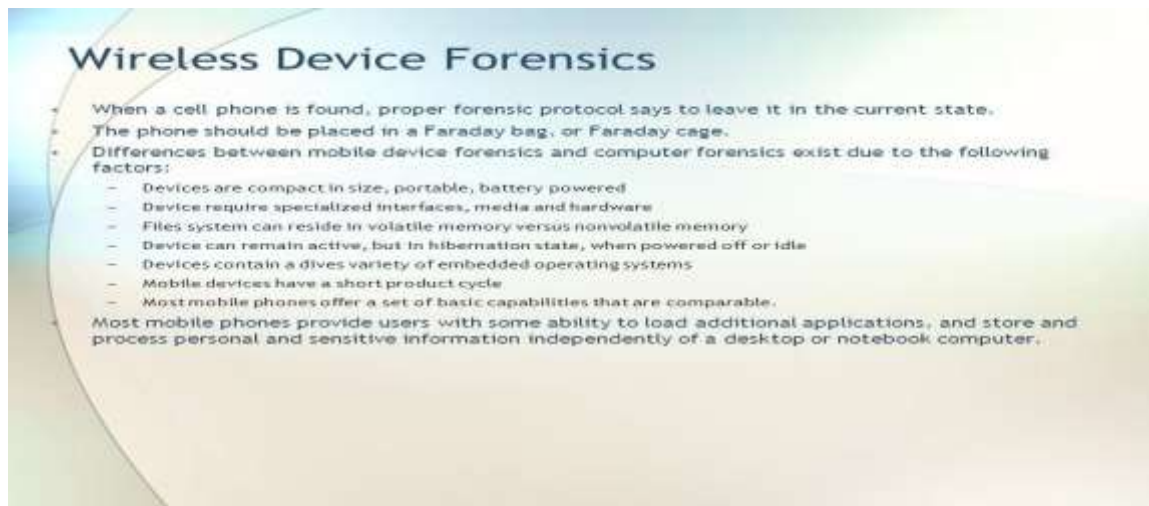 Wireless Device Forensics
• When a cell phone is found, proper forensic protocol says to leave it in the current state.
• The phone should be placed in a Faraday bag, or Faraday cage.
• Differences between mobile device forensics and computer forensics exist due to the following
factors:
– Devices are compact in size, portable, battery powered
– Device require specialized interfaces, media and hardware
– Files system can reside in volatile memory versus nonvolatile memory
– Device can remain active, but in hibernation state, when powered off or idle
– Devices contain a dives variety of embedded operating systems
– Mobile devices have a short product cycle
– Most mobile phones offer a set of basic capabilities that are comparable.
• Most mobile phones provide users with some ability to load additional applications, and store and
process personal and sensitive information independently of a desktop or notebook computer.